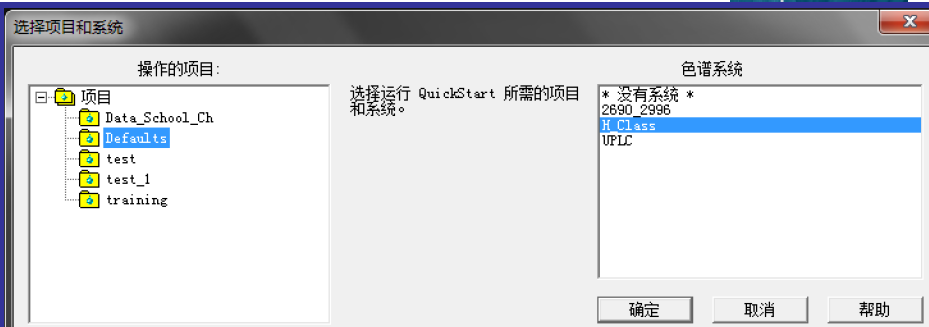 选择项目和系统
操作的项目:
项目
Data_School_Ch
Defaults
test
test_1
training
选择运行 QuickStart 所需的项目
和系统。
色谱系统
* 没有系统 *
2690_2996
H Class
UPLC
确定
取消
帮助